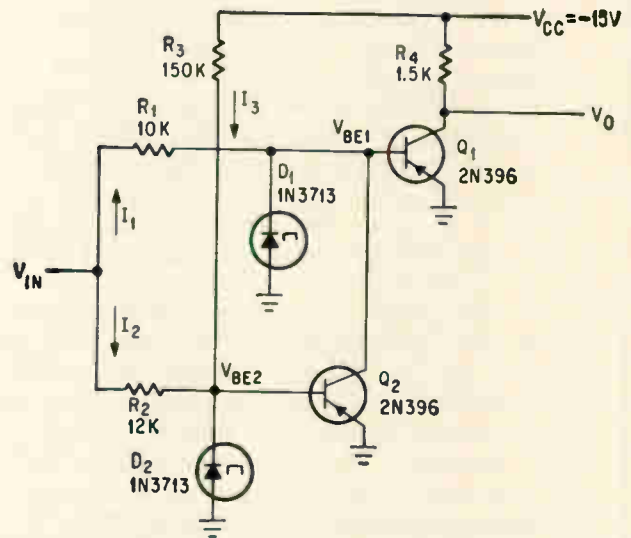 V_CC = -15V
R3
150K
R4
1.5K
I3
R1
10K
V_BE1
V_O
Q1
2N396
D1
1N3713
I1
V_IN
I2
V_BE2
Q2
2N396
R2
12K
D2
1N3713